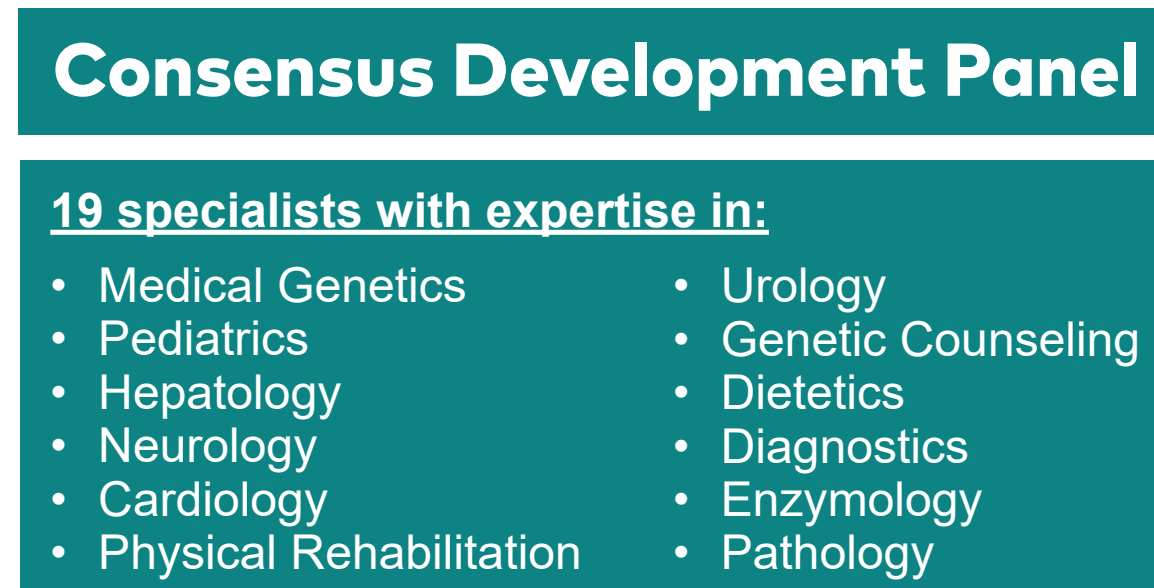 Consensus Development Panel
19 specialists with expertise in:
• Medical Genetics
• Pediatrics
• Hepatology
• Neurology
• Cardiology
• Physical Rehabilitation
• Urology
• Genetic Counseling
• Dietetics
• Diagnostics
• Enzymology
• Pathology